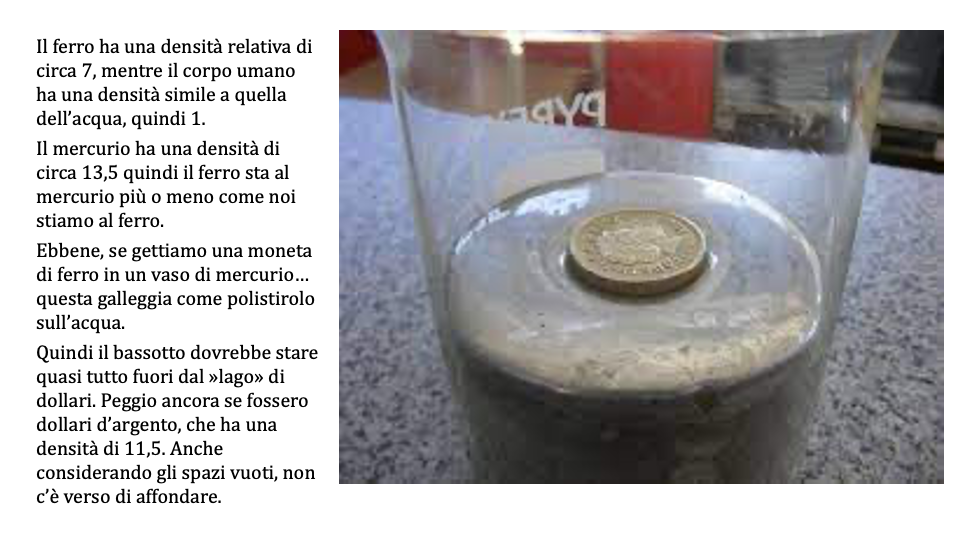 Il ferro ha una densità relativa di
circa 7, mentre il corpo umano
ha una densità simile a quella
dell’acqua, quindi 1.
Il mercurio ha una densità di
circa 13,5 quindi il ferro sta al
mercurio più o meno come noi
stiamo al ferro.
Ebbene, se gettiamo una moneta
di ferro in un vaso di mercurio…
questa galleggia come polistirolo
sull’acqua.
Quindi il bassotto dovrebbe stare
quasi tutto fuori dal »lago» di
dollari. Peggio ancora se fossero
dollari d’argento, che ha una
densità di 11,5. Anche
considerando gli spazi vuoti, non
c’è verso di affondare.